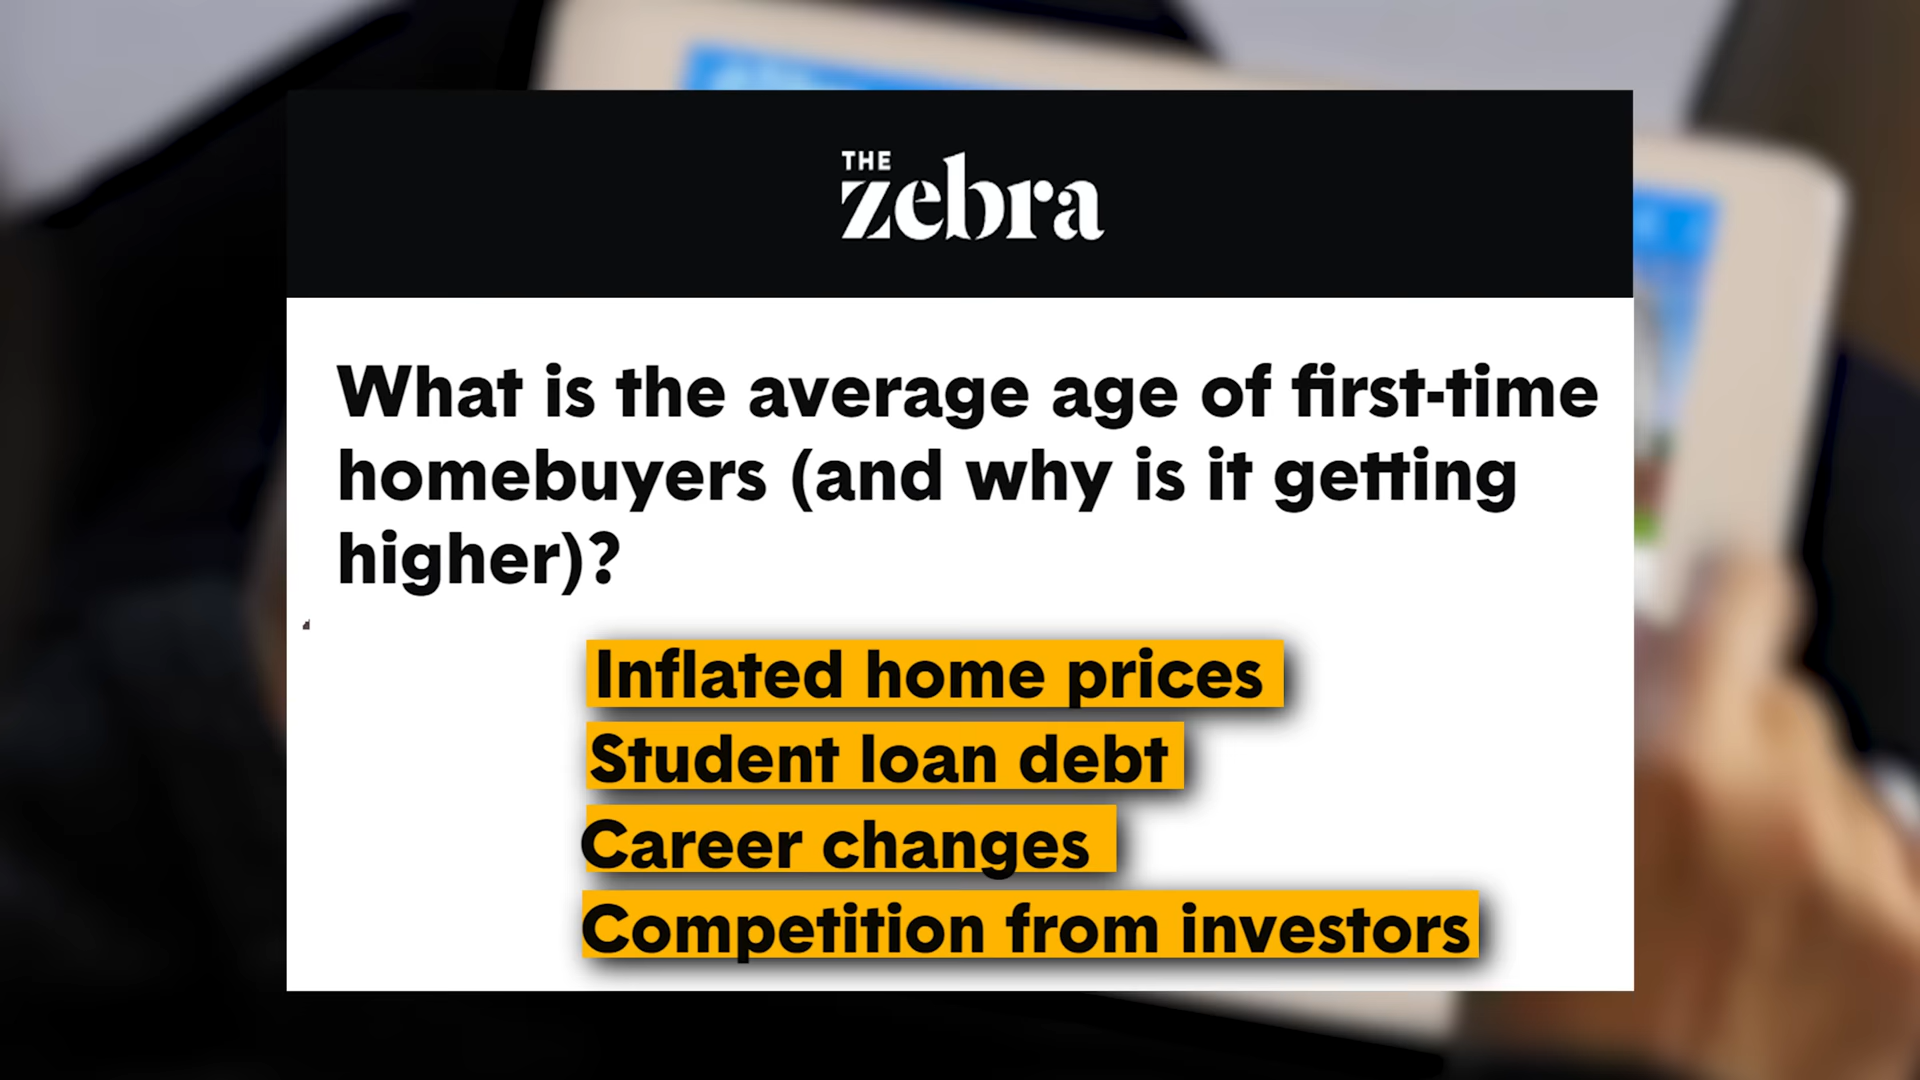 THE
zebra
What is the average age of first-time
homebuyers (and why is it getting
higher)?
Inflated home prices
Student loan debt
Career changes
Competition from investors